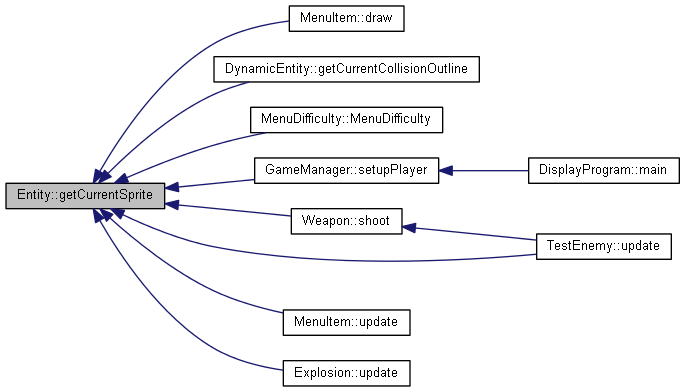 MenuItem::draw
DynamicEntity::getCurrentCollisionOutline
MenuDifficulty::MenuDifficulty
GameManager::setupPlayer
DisplayProgram::main
Entity::getCurrentSprite
Weapon::shoot
TestEnemy::update
MenuItem::update
Explosion::update